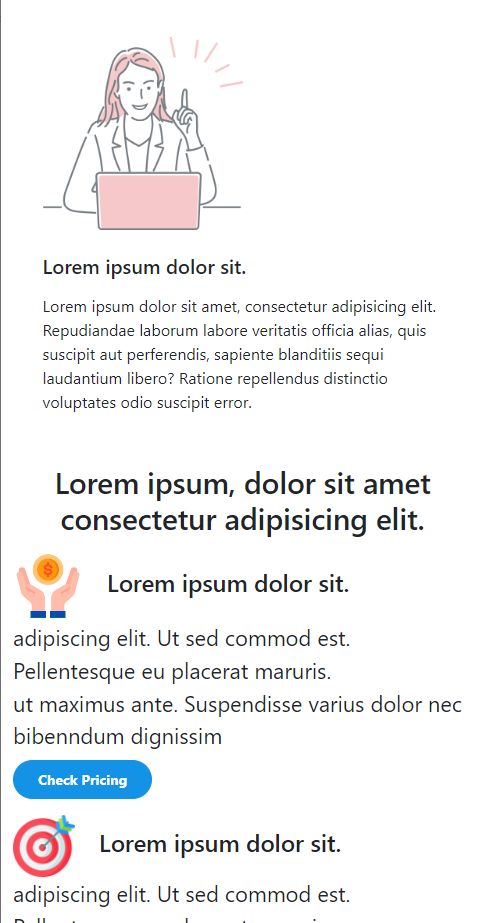 Lorem ipsum dolor sit.
Lorem ipsum dolor sit amet, consectetur adipisicing elit.
Repudiandae laborum labore veritatis officia alias, quis
suscipit aut perferendis, sapiente blanditiis sequi
laudantium libero? Ratione repellendus distinctio
voluptates odio suscipit error.
Lorem ipsum, dolor sit amet
consectetur adipisicing elit.
$
Lorem ipsum dolor sit.
adipiscing elit. Ut sed commod est.
Pellentesque eu placerat maruris.
ut maximus ante. Suspendisse varius dolor nec
bibenndum dignissim
Check Pricing
Lorem ipsum dolor sit.
adipiscing elit. Ut sed commod est.